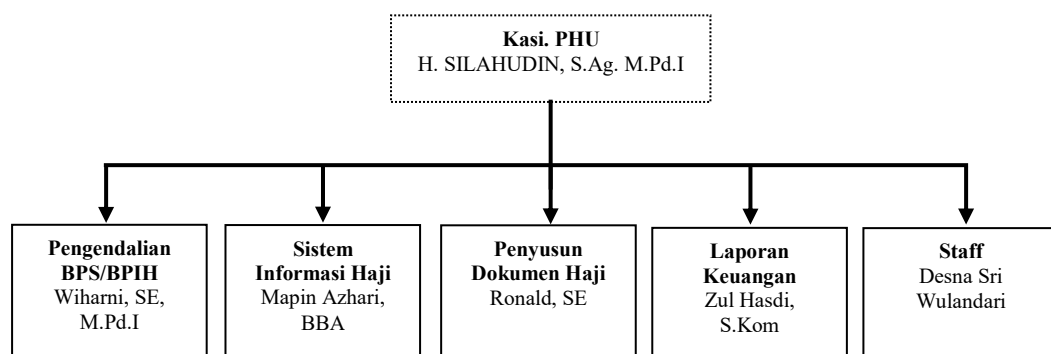 Kasi. PHU
H. SILAHUDIN, S.Ag. M.Pd.I
Pengendalian
BPS/BPIH
Wiharni, SE,
M.Pd.I
Sistem
Informasi Haji
Mapin Azhari,
BBA
Penyusun
Dokumen Haji
Ronald, SE
Laporan
Keuangan
Zul Hasdi,
S.Kom
Staff
Desna Sri
Wulandari